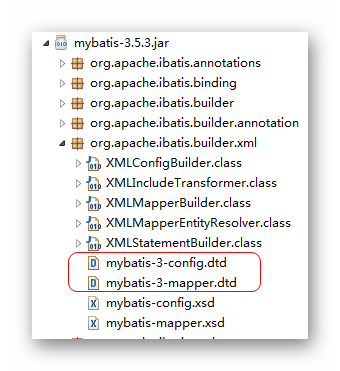 mybatis-3.5.3.jar
org.apache.ibatis.annotations
org.apache.ibatis.binding
org.apache.ibatis.builder
org.apache.ibatis.builder.annotation
org.apache.ibatis.builder.xml
XMLConfigBuilder.class
XMLIncludeTransformer.class
XMLMapperBuilder.class
XMLMapperEntityResolver.class
XMLStatementBuilder.class
mybatis-3-config.dtd
mybatis-3-mapper.dtd
mybatis-config.xsd
mybatis-mapper.xsd